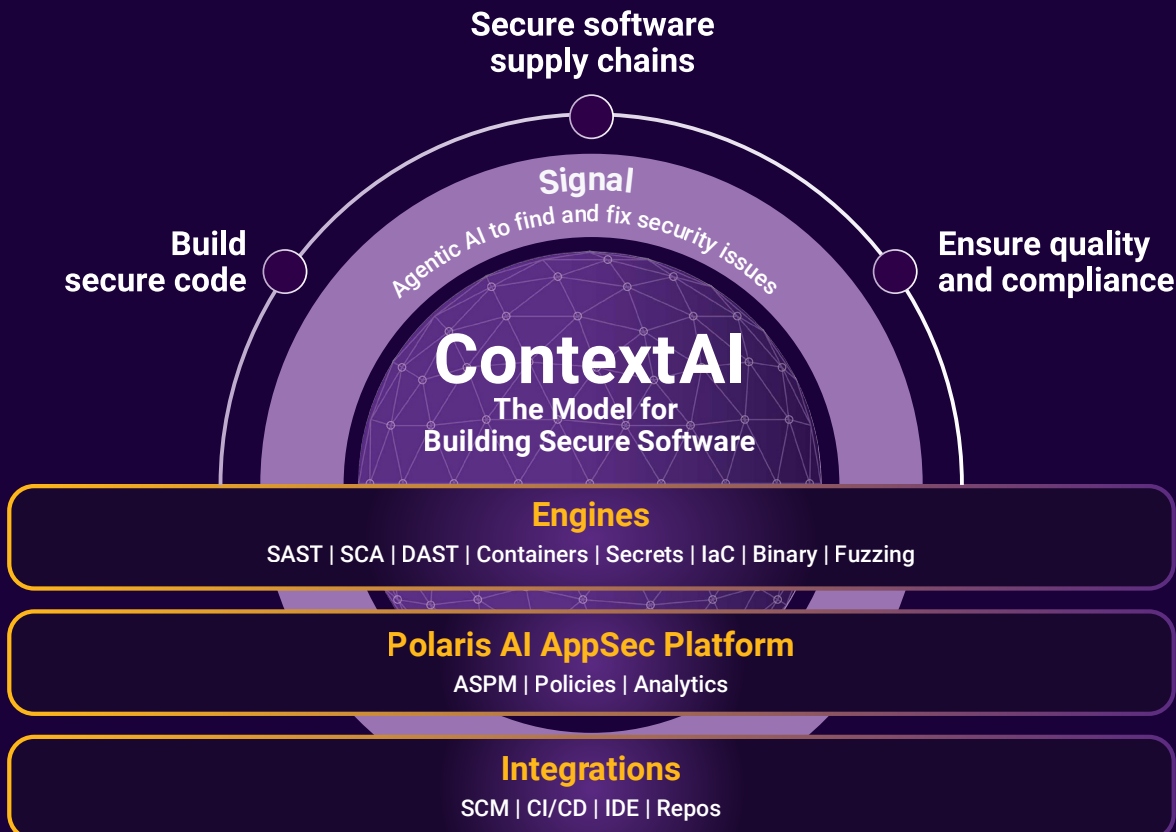 Secure software
supply chains
Build
secure code
Ensure quality
and compliance
Signal
Agentic AI to find and fix security issues
ContextAI
The Model for
Building Secure Software
Engines
SAST | SCA | DAST | Containers | Secrets | IaC | Binary | Fuzzing
Polaris AI AppSec Platform
ASPM | Policies | Analytics
Integrations
SCM | CI/CD | IDE | Repos